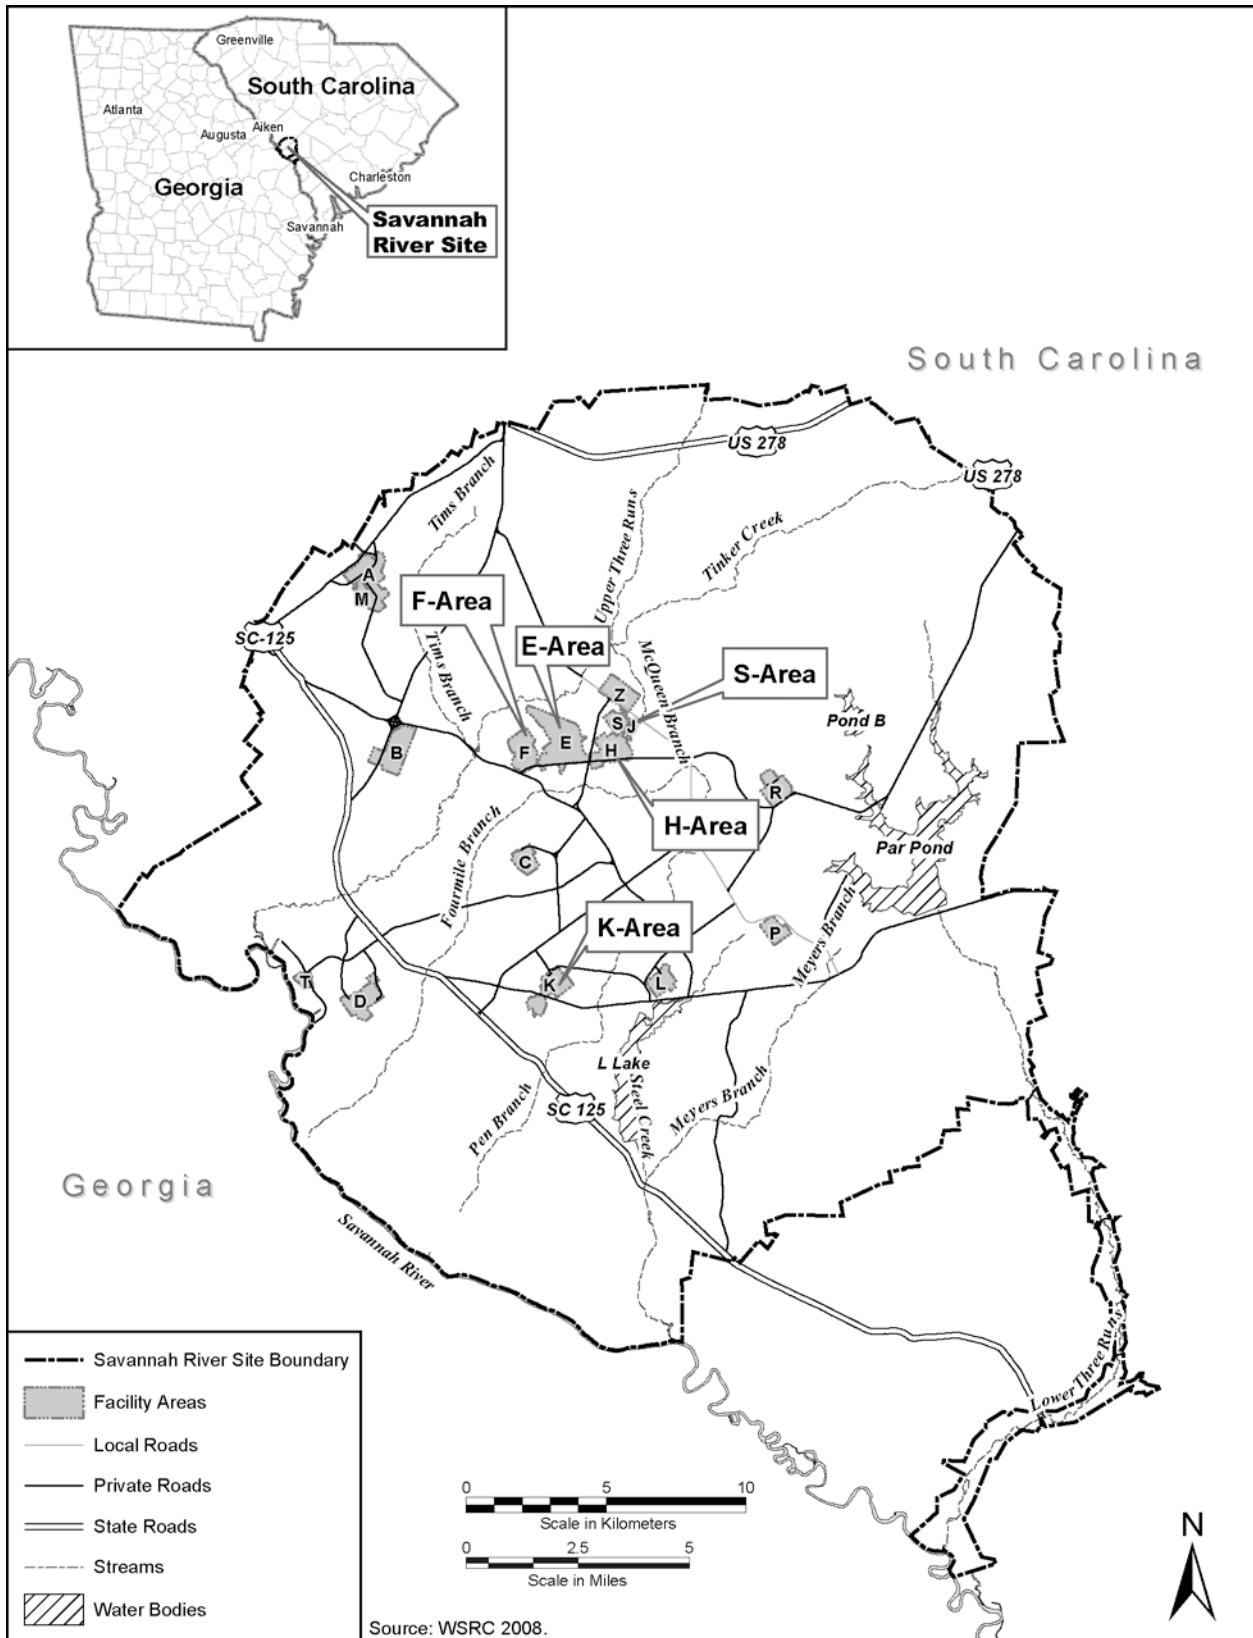 Greenville
South Carolina
Atlanta
Aiken
Augusta
Charleston
Georgia
Savannah
Savannah
River Site
South Carolina
US 278
US 278
Tims Branch
Upper Three Runs
Tinker Creek
A
M
F-Area
E-Area
SC-125
Tims Branch
McQueen Branch
S-Area
Z
S
J
Pond B
B
F
E
H
R
H-Area
Par Pond
C
Fourmile Branch
K-Area
P
Meyers Branch
T
D
K
L
L Lake
Steel Creek
Meyers Branch
Pen Branch
SC 125
Georgia
Savannah River
Lower Three Runs
Savannah River Site Boundary
Facility Areas
Local Roads
Private Roads
State Roads
Streams
Water Bodies
0 5 10
Scale in Kilometers
0 2.5 5
Scale in Miles
N
Source: WSRC 2008.